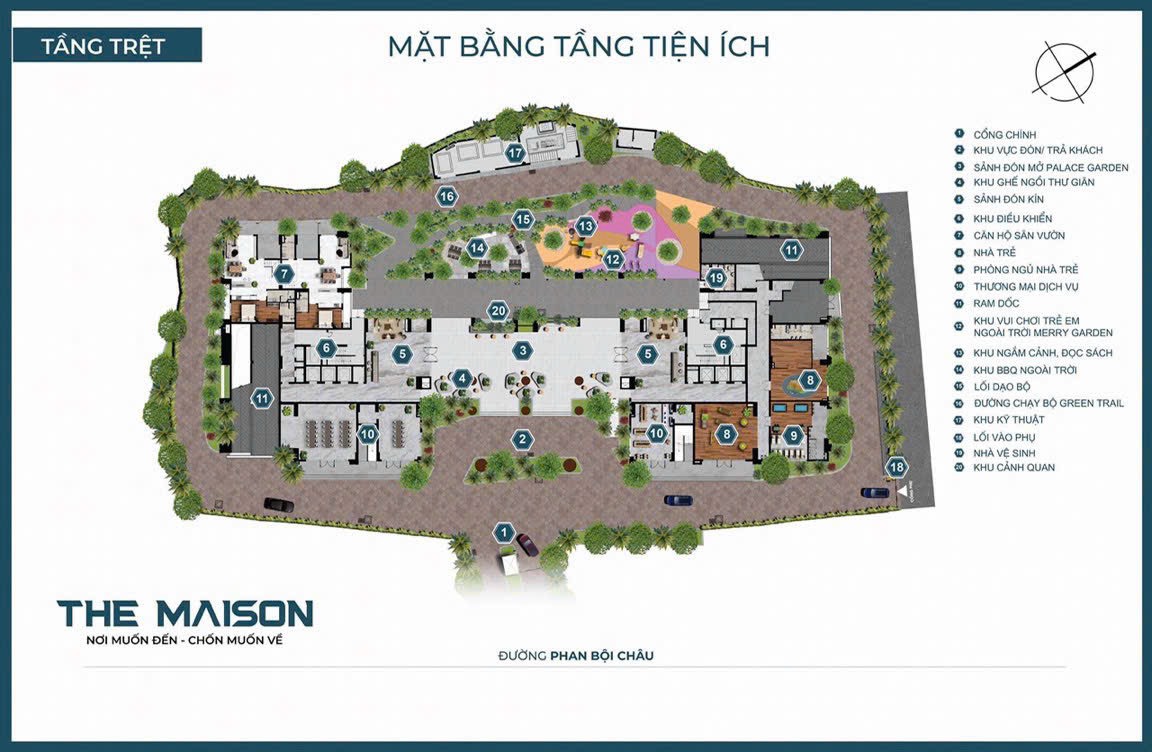 TẦNG TRỆT
MẶT BẰNG TẦNG TIỆN ÍCH
1 CỔNG CHÍNH
2 KHU VỰC ĐÓN/ TRẢ KHÁCH
3 SẢNH ĐÓN MỞ PALACE GARDEN
4 KHU GHẾ NGỒI THƯ GIÃN
5 SẢNH ĐÓN KÍN
6 KHU ĐIỀU KHIỂN
7 CĂN HỘ SÂN VƯỜN
8 NHÀ TRẺ
9 PHÒNG NGỦ NHÀ TRẺ
10 THƯƠNG MẠI DỊCH VỤ
11 RAM DỐC
12 KHU VUI CHƠI TRẺ EM
NGOÀI TRỜI MERRY GARDEN
13 KHU NGẮM CẢNH, ĐỌC SÁCH
14 KHU BBQ NGOÀI TRỜI
15 LỐI DẠO BỘ
16 ĐƯỜNG CHẠY BỘ GREEN TRAIL
17 KHU KỸ THUẬT
18 LỐI VÀO PHỤ
19 NHÀ VỆ SINH
20 KHU CẢNH QUAN
17
16
15
13
14
12
11
7
19
20
6
5
3
5
6
4
8
11
10
2
10
8
9
18
CỔNG PHỤ
1
THE MAISON
NƠI MUỐN ĐẾN - CHỐN MUỐN VỀ
ĐƯỜNG PHAN BỘI CHÂU